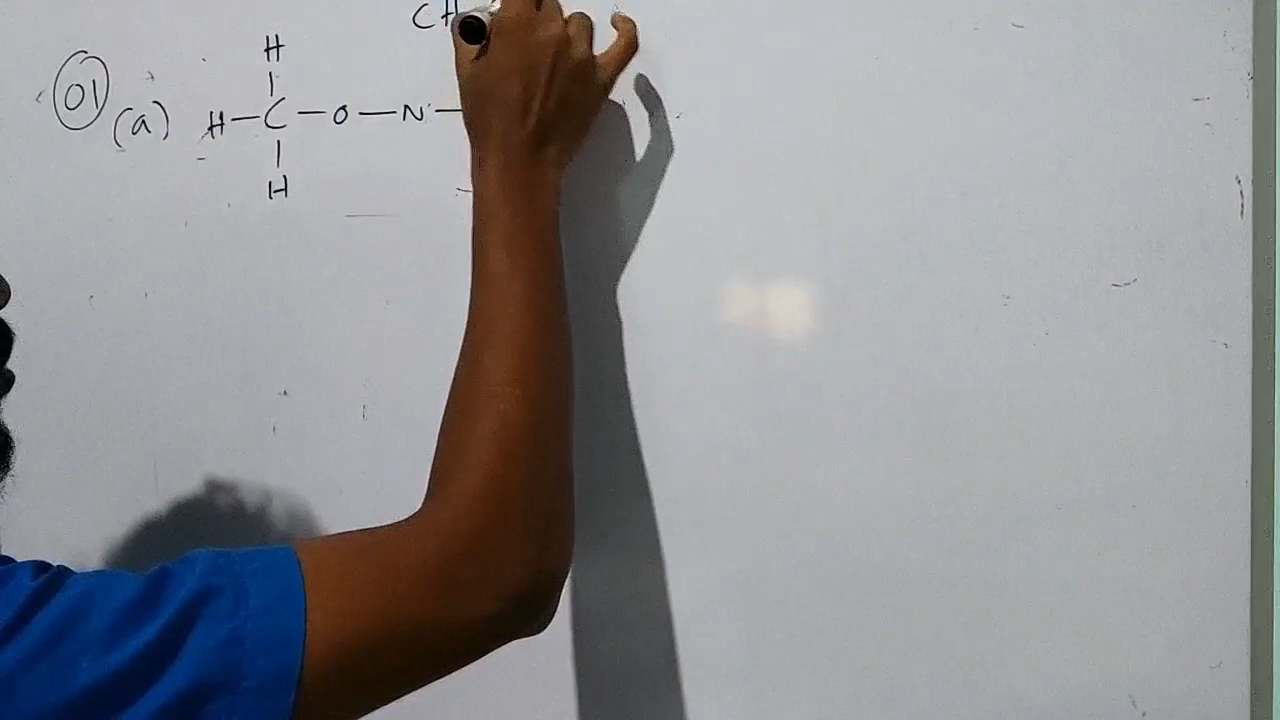 CH
H
|
01 (a) H — C — O — N —
|
H